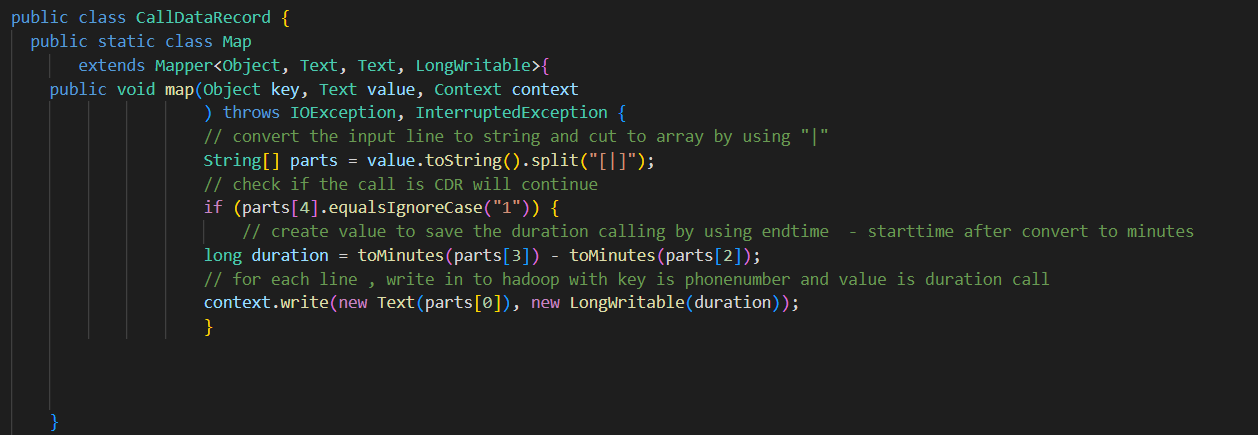 public class CallDataRecord {
public static class Map
extends Mapper<Object, Text, Text, LongWritable>{
public void map(Object key, Text value, Context context
) throws IOException, InterruptedException {
// convert the input line to string and cut to array by using "|"
String[] parts = value.toString().split("[|]");
// check if the call is CDR will continue
if (parts[4].equalsIgnoreCase("1")) {
// create value to save the duration calling by using endtime  - starttime after convert to minutes
long duration = toMinutes(parts[3]) - toMinutes(parts[2]);
// for each line , write in to hadoop with key is phonenumber and value is duration call
context.write(new Text(parts[0]), new LongWritable(duration));
}
}